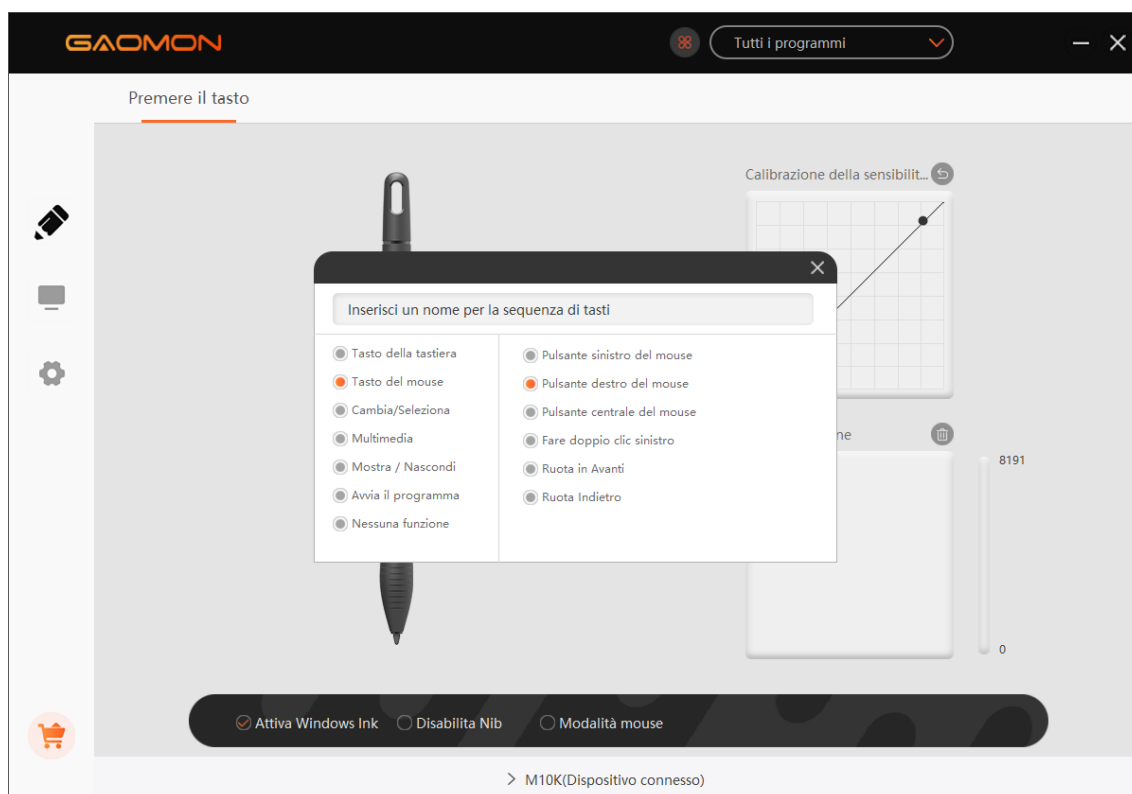 GAOMON
Tutti i programmi
Premere il tasto
Calibrazione della sensibilit...
Inserisci un nome per la sequenza di tasti
Tasto della tastiera
Tasto del mouse
Cambia/Seleziona
Multimedia
Mostra / Nascondi
Avvia il programma
Nessuna funzione
Pulsante sinistro del mouse
Pulsante destro del mouse
Pulsante centrale del mouse
Fare doppio clic sinistro
Ruota in Avanti
Ruota Indietro
ne
8191
0
Attiva Windows Ink
Disabilita Nib
Modalità mouse
M10K(Dispositivo connesso)